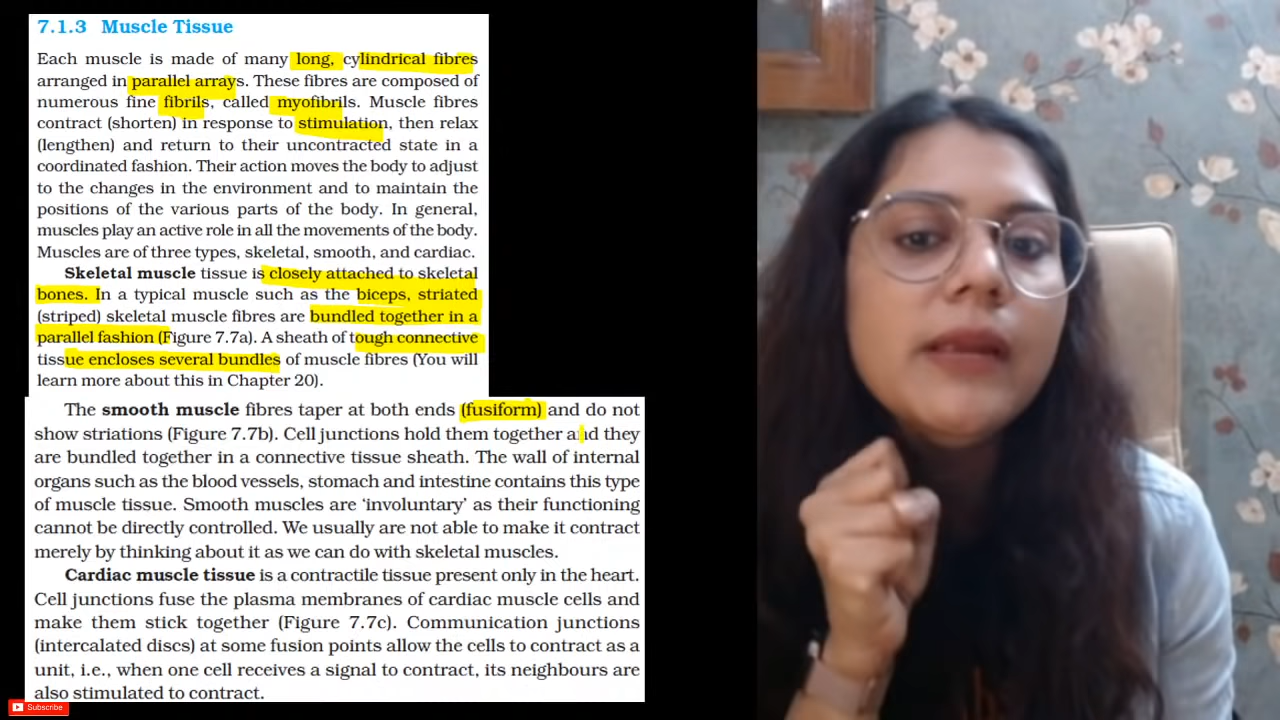 7.1.3 Muscle Tissue
Each muscle is made of many long, cylindrical fibres
arranged in parallel arrays. These fibres are composed of
numerous fine fibrils, called myofibrils. Muscle fibres
contract (shorten) in response to stimulation, then relax
(lengthen) and return to their uncontracted state in a
coordinated fashion. Their action moves the body to adjust
to the changes in the environment and to maintain the
positions of the various parts of the body. In general,
muscles play an active role in all the movements of the body.
Muscles are of three types, skeletal, smooth, and cardiac.
Skeletal muscle tissue is closely attached to skeletal
bones. In a typical muscle such as the biceps, striated
(striped) skeletal muscle fibres are bundled together in a
parallel fashion (Figure 7.7a). A sheath of tough connective
tissue encloses several bundles of muscle fibres (You will
learn more about this in Chapter 20).
The smooth muscle fibres taper at both ends (fusiform) and do not
show striations (Figure 7.7b). Cell junctions hold them together and they
are bundled together in a connective tissue sheath. The wall of internal
organs such as the blood vessels, stomach and intestine contains this type
of muscle tissue. Smooth muscles are ‘involuntary’ as their functioning
cannot be directly controlled. We usually are not able to make it contract
merely by thinking about it as we can do with skeletal muscles.
Cardiac muscle tissue is a contractile tissue present only in the heart.
Cell junctions fuse the plasma membranes of cardiac muscle cells and
make them stick together (Figure 7.7c). Communication junctions
(intercalated discs) at some fusion points allow the cells to contract as a
unit, i.e., when one cell receives a signal to contract, its neighbours are
also stimulated to contract.
Subscribe